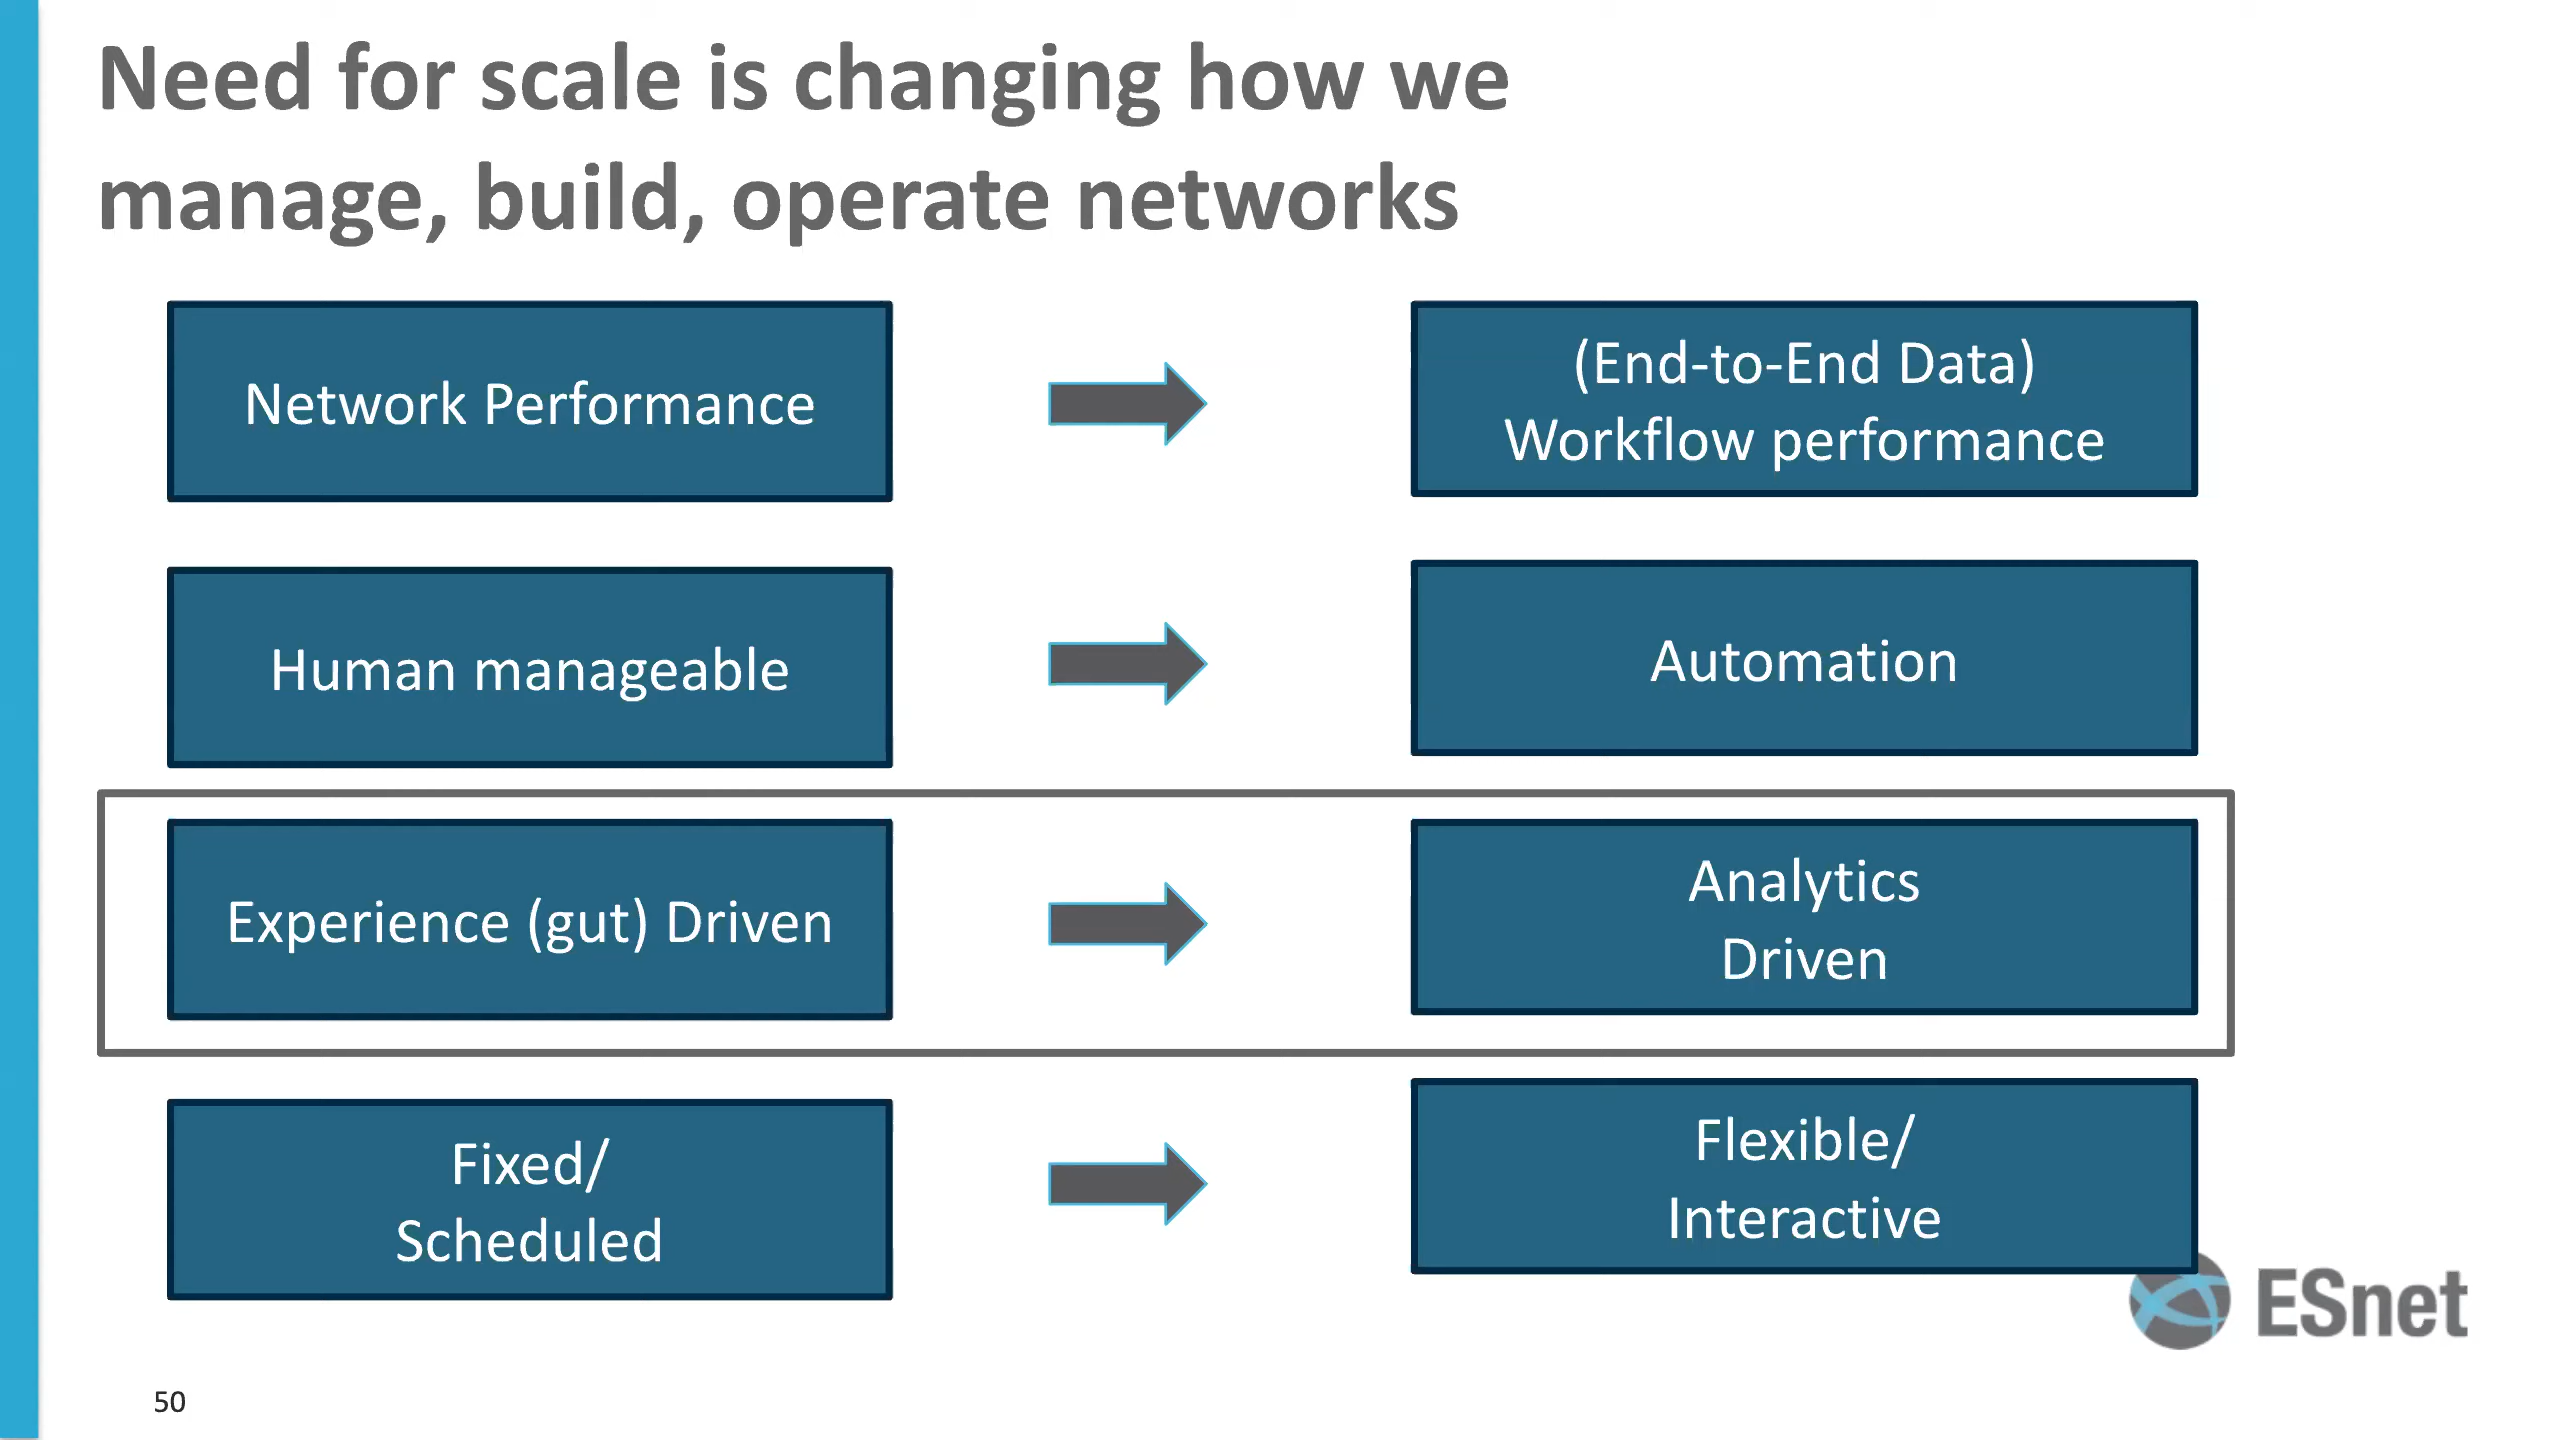 Need for scale is changing how we
manage, build, operate networks
Network Performance
(End-to-End Data)
Workflow performance
Human manageable
Automation
Experience (gut) Driven
Analytics
Driven
Fixed/
Scheduled
Flexible/
Interactive
ESnet
50